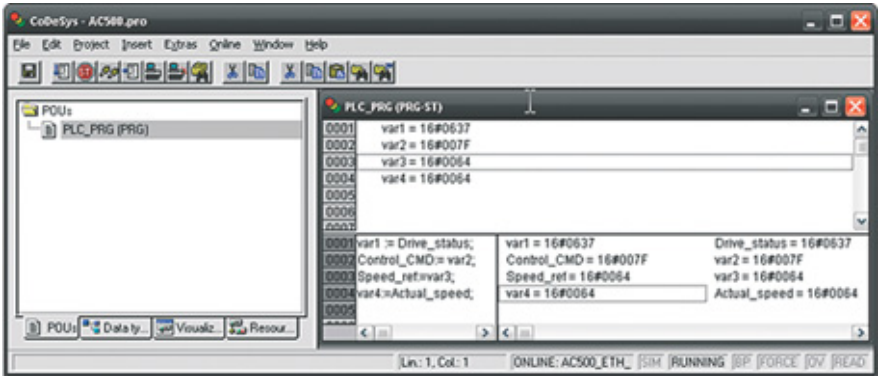 CoDeSys - AC500.pro
File Edit Project Insert Extras Online Window Help
POUs
PLC_PRG (PRG)
POUs Data ty... Visualiz... Resour...
PLC_PRG (PRG-ST)
0001 var1 = 16#0637
0002 var2 = 16#007F
0003 var3 = 16#0064
0004 var4 = 16#0064
0005
0006
0007
0001 var1 := Drive_status; var1 = 16#0637 Drive_status = 16#0637
0002 Control_CMD:= var2; Control_CMD = 16#007F var2 = 16#007F
0003 Speed_ref:=var3; Speed_ref = 16#0064 var3 = 16#0064
0004 var4:=Actual_speed; var4 = 16#0064 Actual_speed = 16#0064
0005
Lin.: 1, Col.: 1 ONLINE: AC500_ETH_ SIM RUNNING BP FORCE OV READ